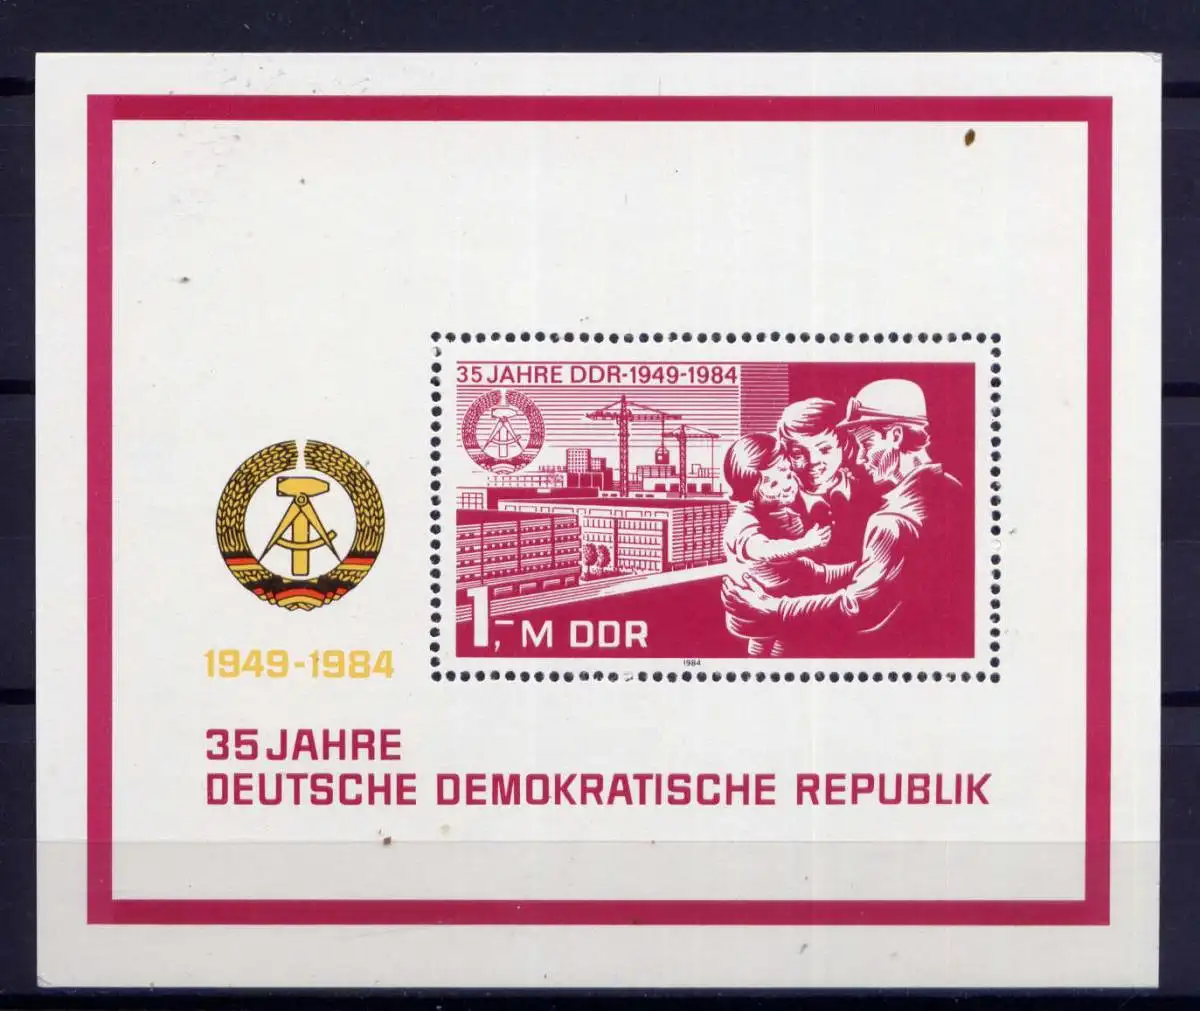 35 JAHRE DDR-1949-1984
1,-M DDR
1984
1949-1984
35 JAHRE
DEUTSCHE DEMOKRATISCHE REPUBLIK